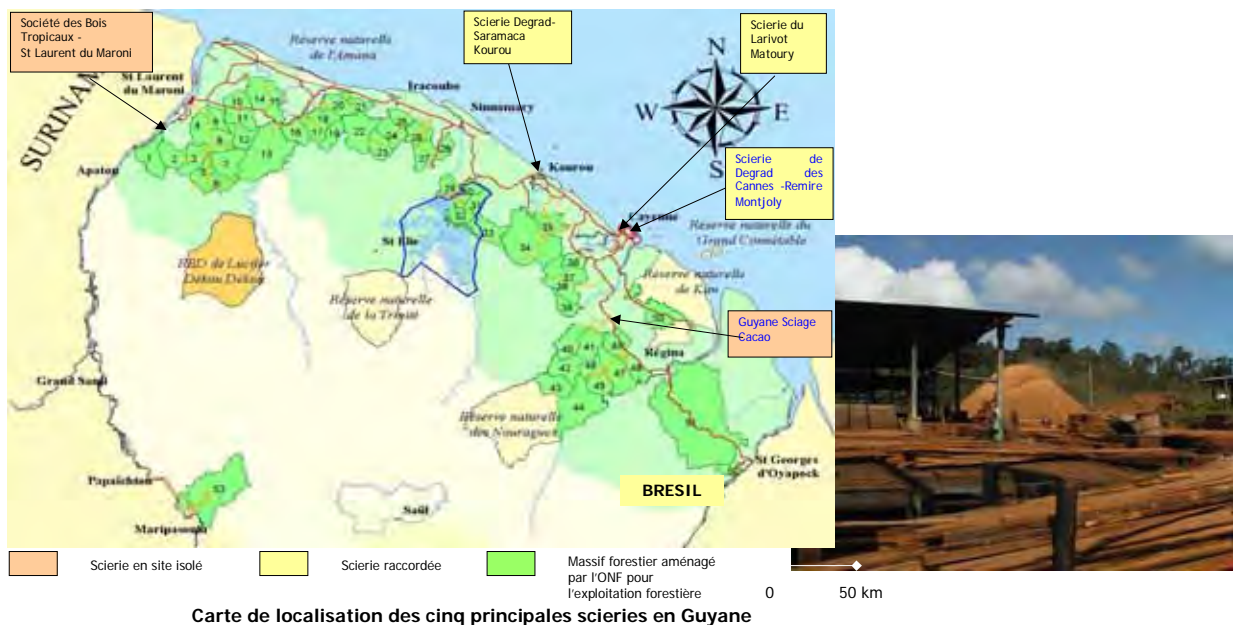 Société des Bois
Tropicaux -
St Laurent du Maroni
Scierie Degrad-
Saramaca
Kourou
Scierie du
Larivot
Matoury
Réserve naturelle
de l'Amana
St Laurent
du Maroni
SURINAM
Iracoubo
Sinnamary
N
W
E
S
Apatou
Kourou
Scierie de
Degrad des
Cannes -Remire
Montjoly
Cayenne
Réserve naturelle du
Grand Connétable
St Elie
RBD de Lucifer
Dékou Dékou
Réserve naturelle
de la Trinité
Réserve naturelle
de Kaw
Guyane Sciage
Cacao
Régina
Grand Santi
Réserve naturelle
des Nouragues
St Georges
d'Oyapock
BRESIL
Papaïchton
Maripasoula
Saül
Scierie en site isolé
Scierie raccordée
Massif forestier aménagé
par l'ONF pour
l'exploitation forestière
0 50 km
Carte de localisation des cinq principales scieries en Guyane